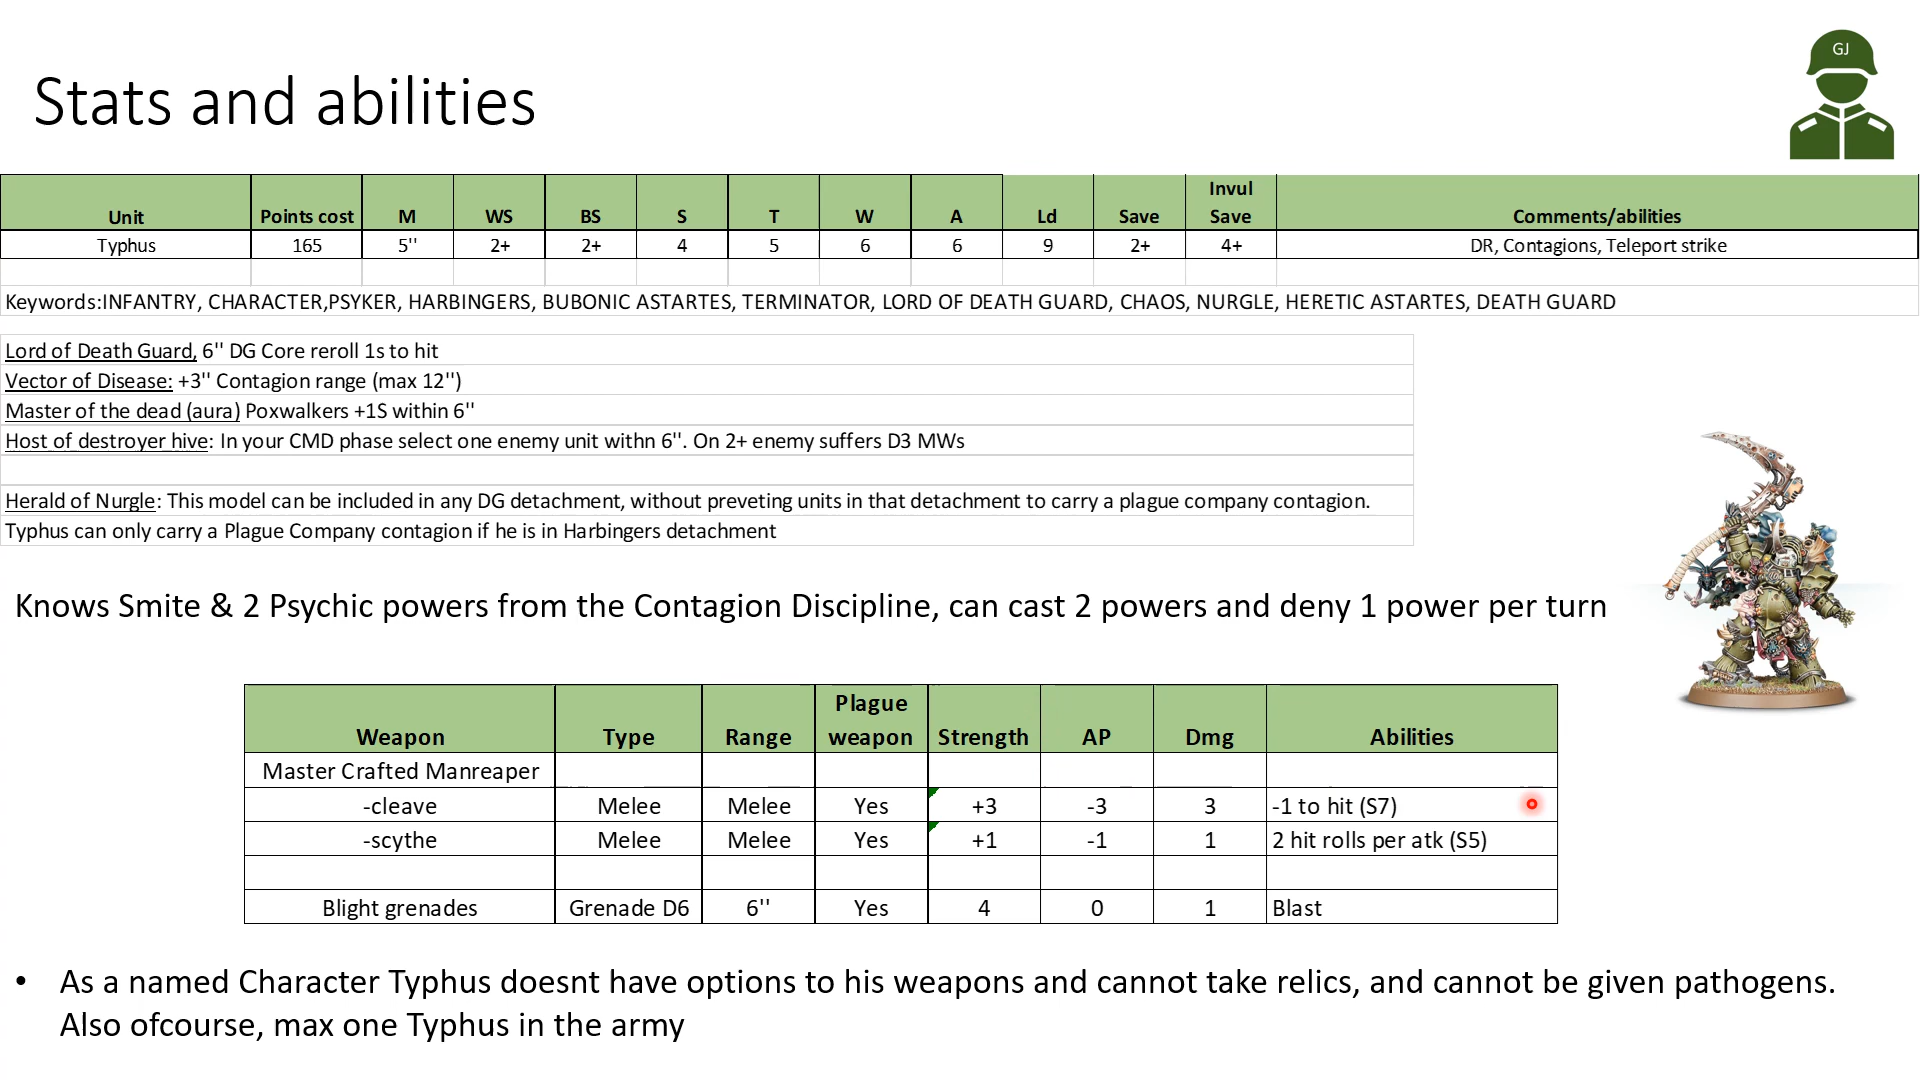 GJ
Stats and abilities
Unit Points cost M WS BS S T W A Ld Save Invul Save Comments/abilities
Typhus 165 5'' 2+ 2+ 4 5 6 6 9 2+ 4+ DR, Contagions, Teleport strike
Keywords:INFANTRY, CHARACTER,PSYKER, HARBINGERS, BUBONIC ASTARTES, TERMINATOR, LORD OF DEATH GUARD, CHAOS, NURGLE, HERETIC ASTARTES, DEATH GUARD
Lord of Death Guard, 6'' DG Core reroll 1s to hit
Vector of Disease: +3'' Contagion range (max 12'')
Master of the dead (aura) Poxwalkers +1S within 6''
Host of destroyer hive: In your CMD phase select one enemy unit withn 6''. On 2+ enemy suffers D3 MWs
Herald of Nurgle: This model can be included in any DG detachment, without preveting units in that detachment to carry a plague company contagion.
Typhus can only carry a Plague Company contagion if he is in Harbingers detachment
Knows Smite & 2 Psychic powers from the Contagion Discipline, can cast 2 powers and deny 1 power per turn
Weapon Type Range Plague weapon Strength AP Dmg Abilities
Master Crafted Manreaper
-cleave Melee Melee Yes +3 -3 3 -1 to hit (S7)
-scythe Melee Melee Yes +1 -1 1 2 hit rolls per atk (S5)
Blight grenades Grenade D6 6'' Yes 4 0 1 Blast
• As a named Character Typhus doesnt have options to his weapons and cannot take relics, and cannot be given pathogens.
Also ofcourse, max one Typhus in the army